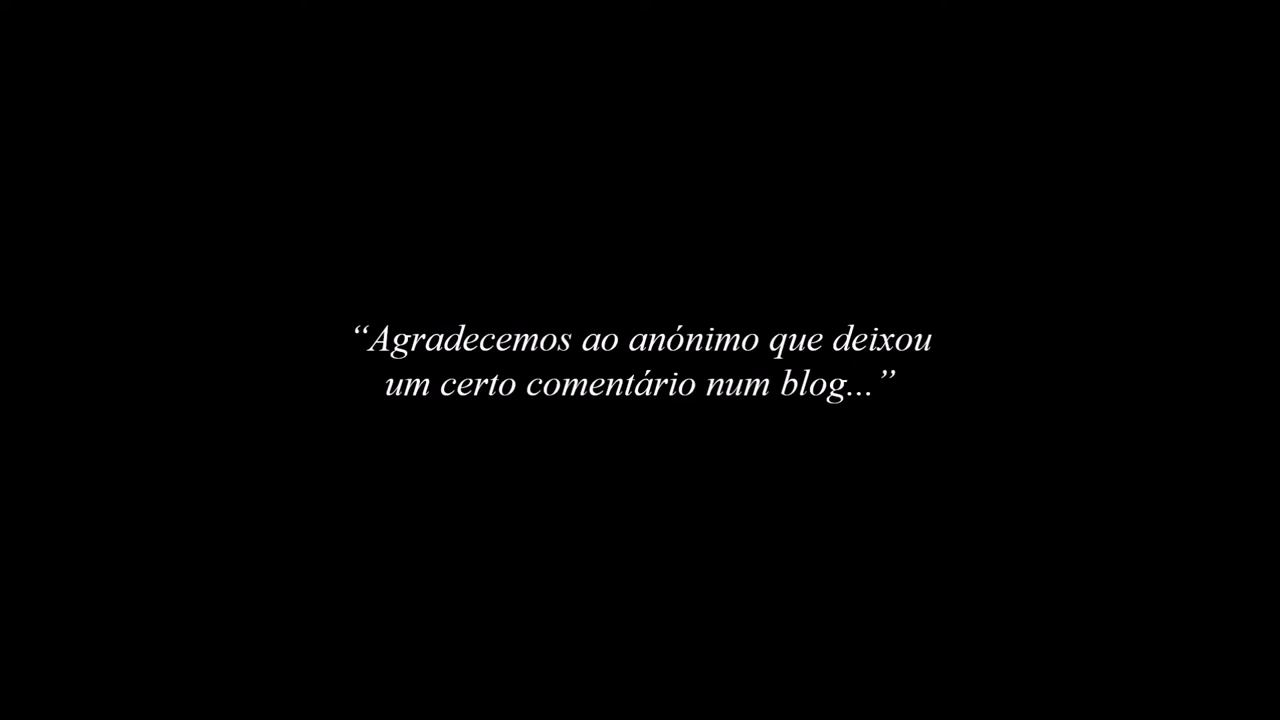 “Agradecemos ao anónimo que deixou
um certo comentário num blog...”